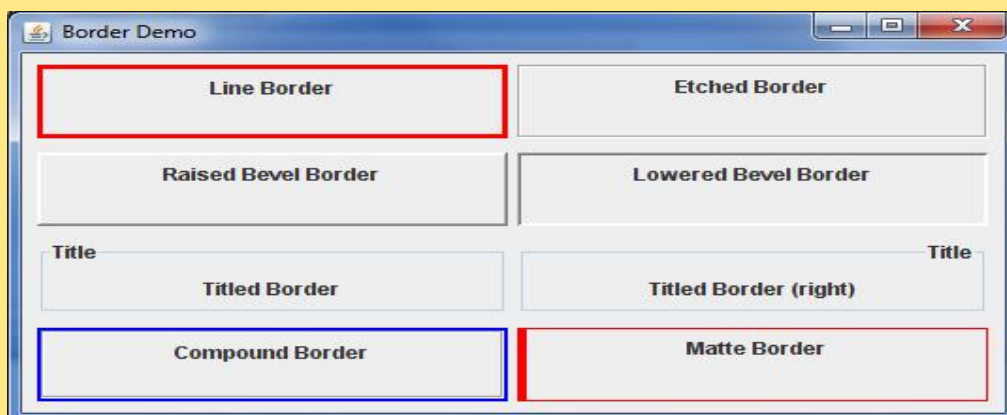 Border Demo
Line Border
Etched Border
Raised Bevel Border
Lowered Bevel Border
Title
Title
Titled Border
Titled Border (right)
Compound Border
Matte Border